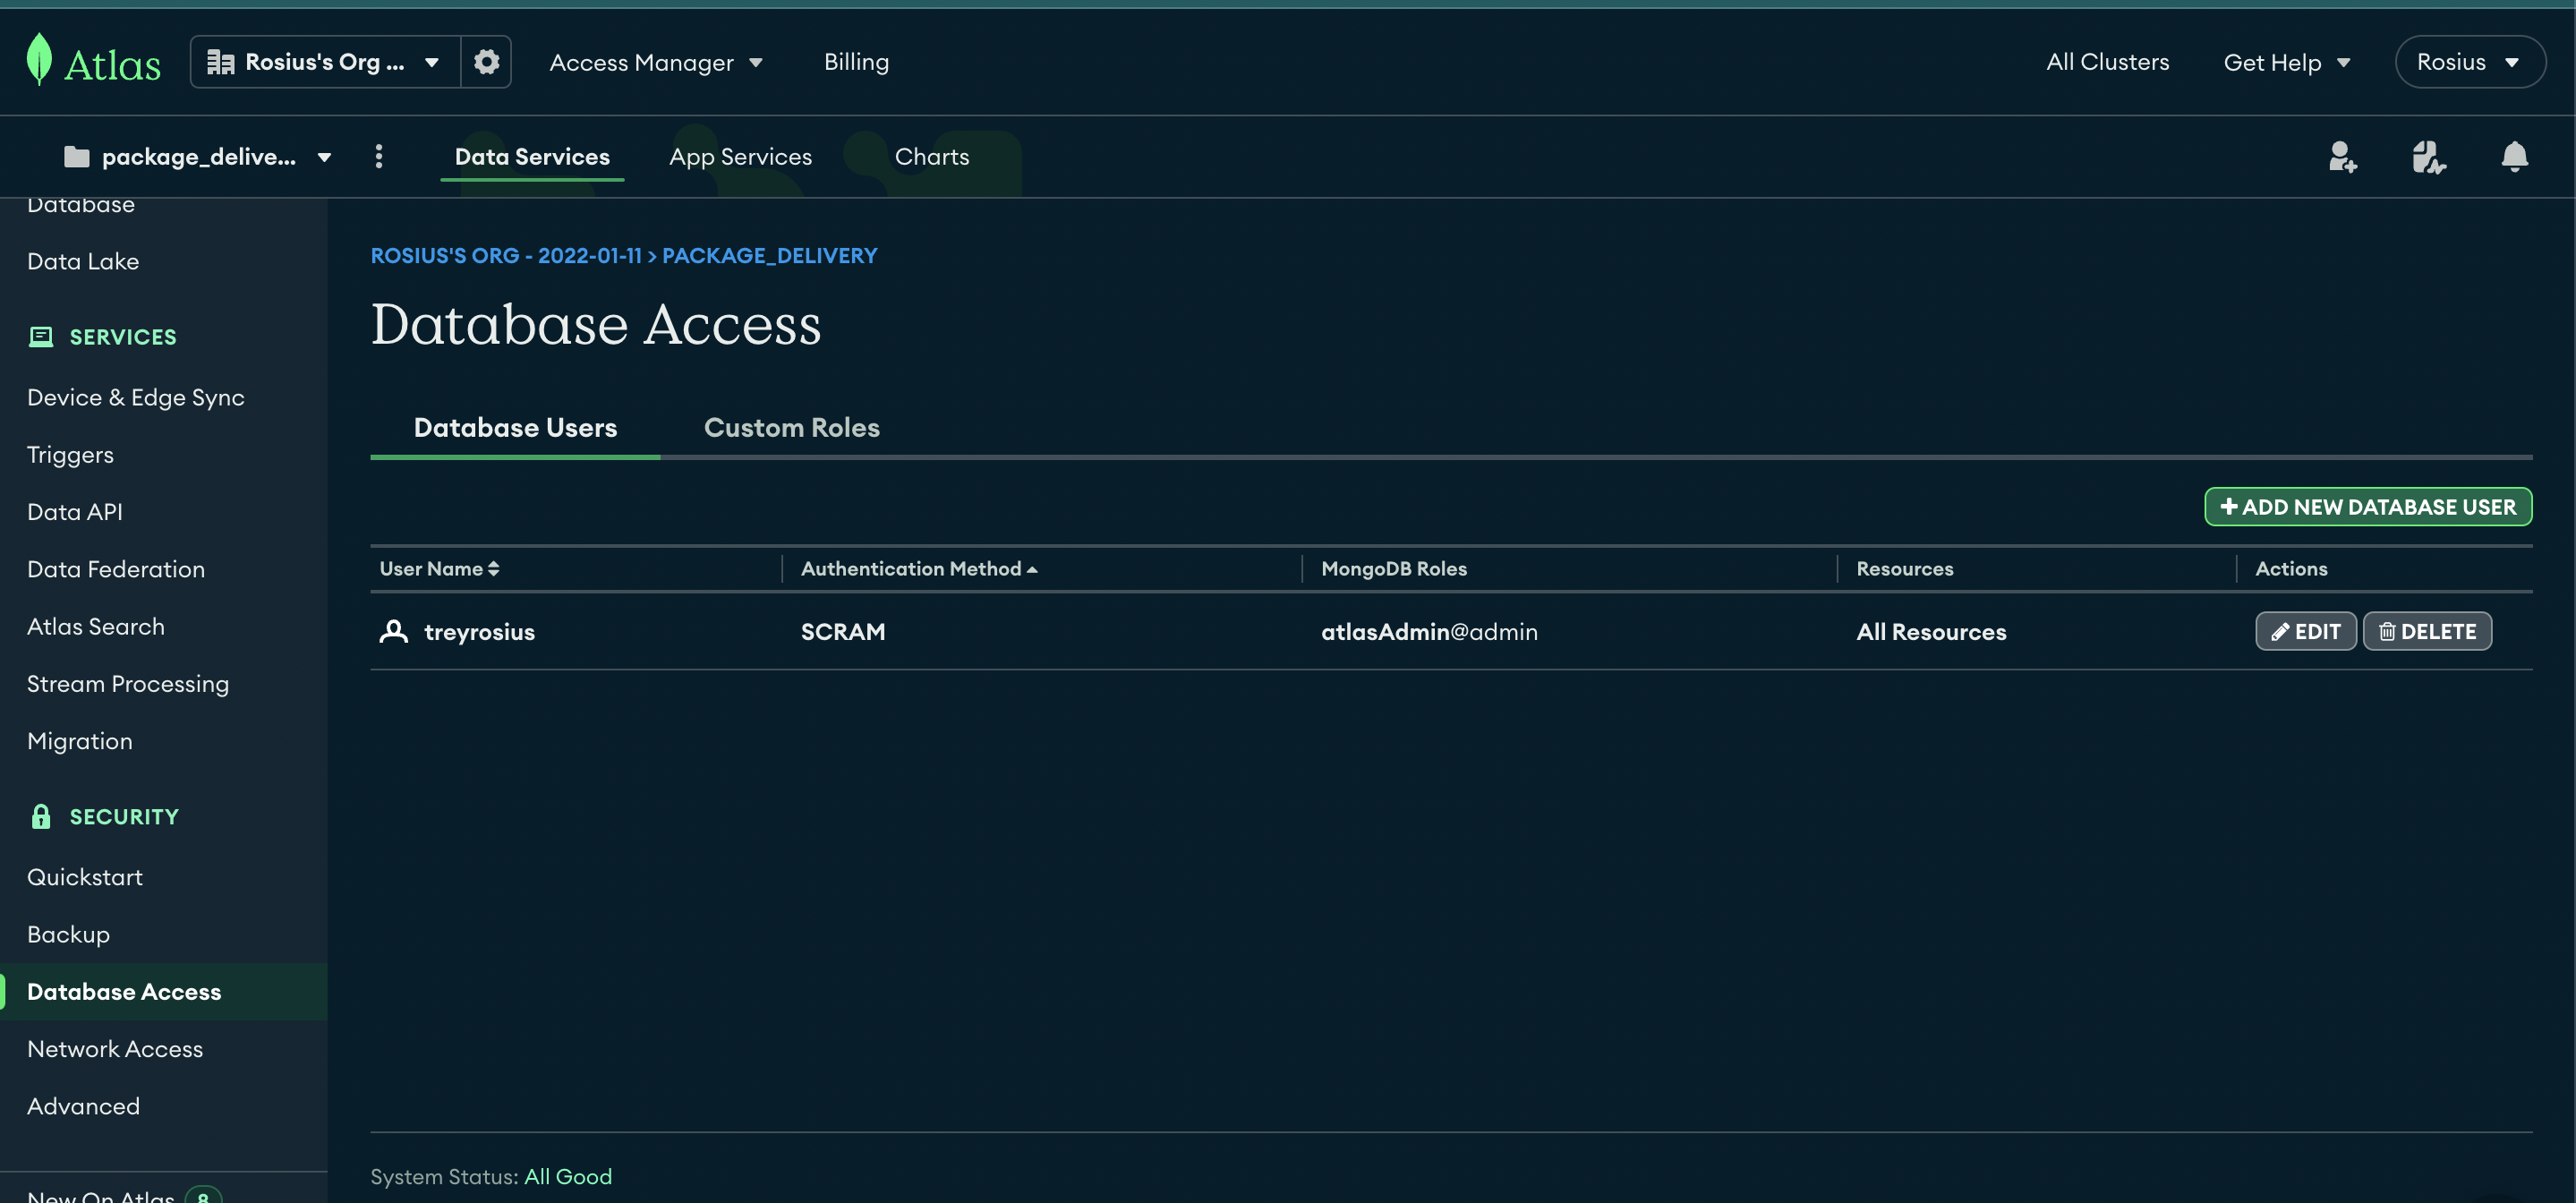 Atlas
Rosius's Org ...
Access Manager
Billing
All Clusters
Get Help
Rosius
package_delive...
Data Services
App Services
Charts
Database
Data Lake
SERVICES
Device & Edge Sync
Triggers
Data API
Data Federation
Atlas Search
Stream Processing
Migration
SECURITY
Quickstart
Backup
Database Access
Network Access
Advanced
New On Atlas 8
ROSIUS'S ORG - 2022-01-11 > PACKAGE_DELIVERY
Database Access
Database Users Custom Roles
+ ADD NEW DATABASE USER
User Name Authentication Method MongoDB Roles Resources Actions
treyrosius SCRAM atlasAdmin@admin All Resources EDIT DELETE
System Status: All Good